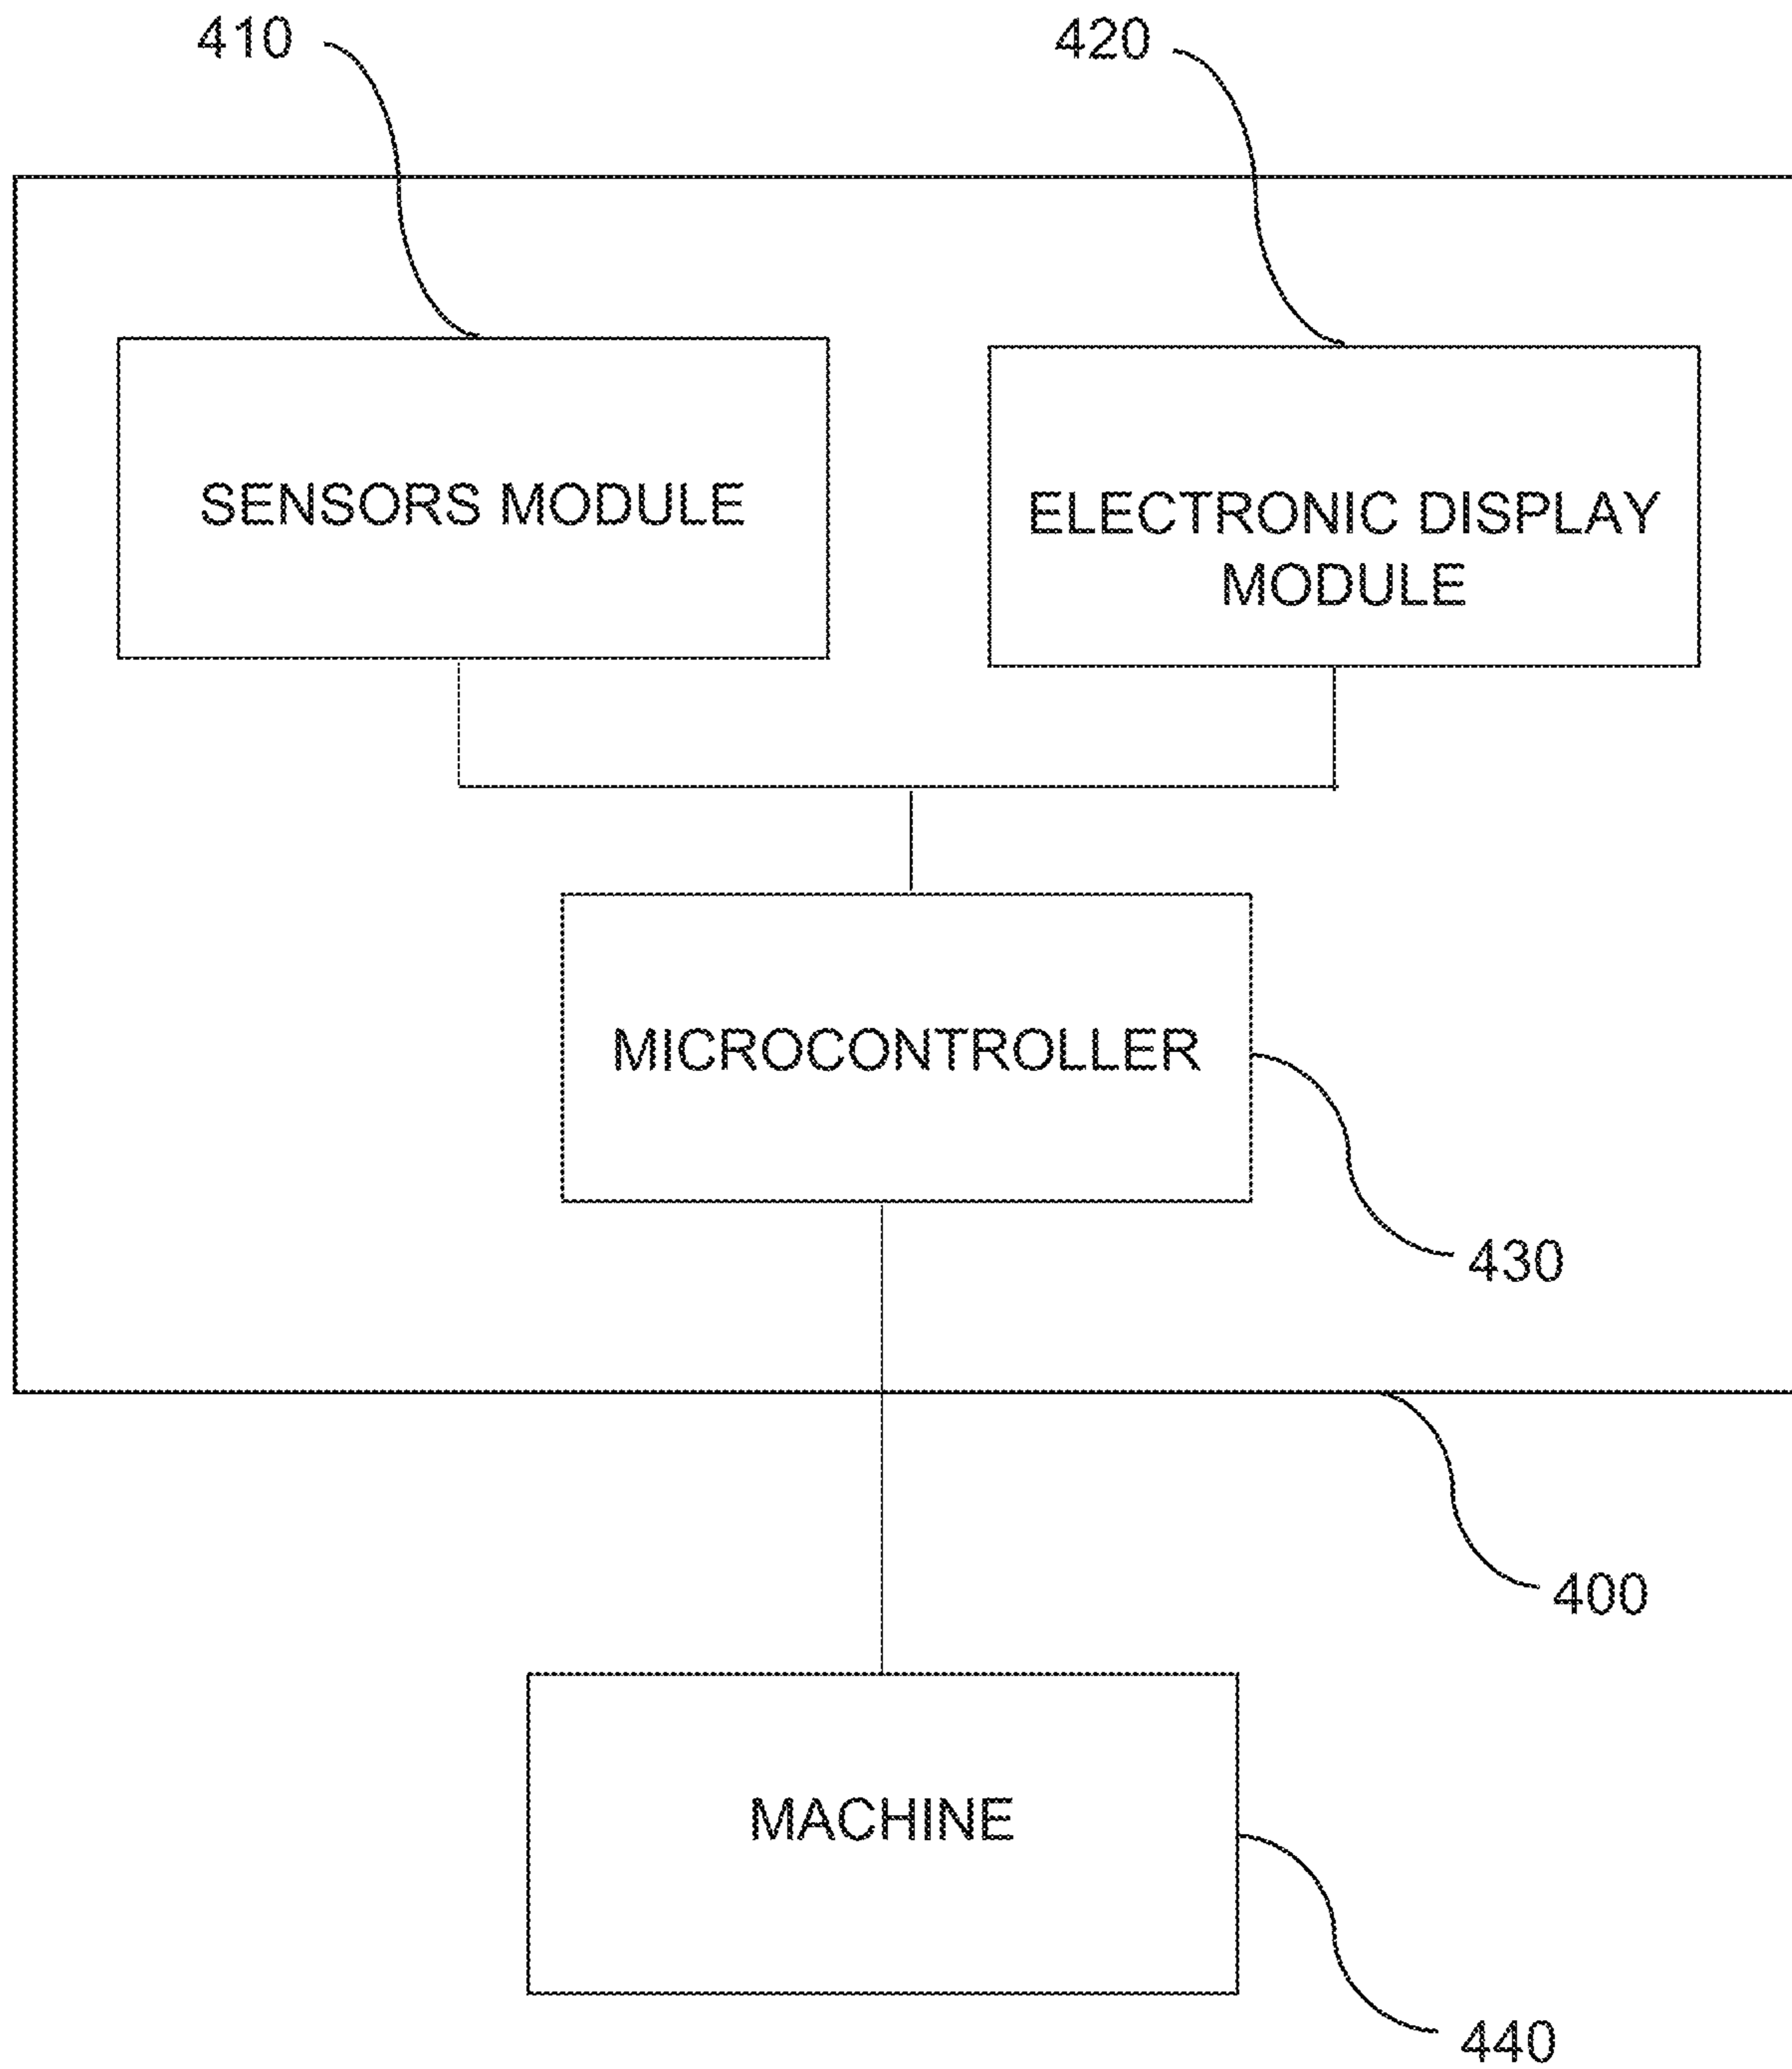 410
420
SENSORS MODULE
ELECTRONIC DISPLAY
MODULE
MICROCONTROLLER
430
400
MACHINE
440